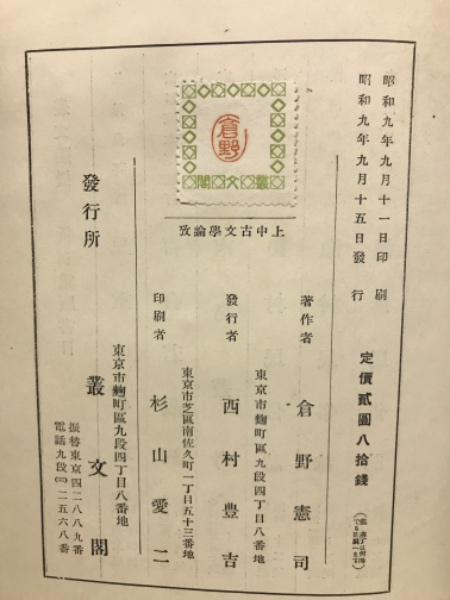 昭和九年九月十一日印刷
昭和九年九月十五日發行
定價貳圓八拾錢
倉野
叢文閣
上中古文學論攷
著作者 倉野憲司
東京市麴町區九段四丁目八番地
發行者 西村豊吉
東京市芝區南佐久町一丁目五十三番地
印刷者 杉山愛二
東京市麴町區九段四丁目八番地
發行所 叢文閣
振替東京四二八八九番
電話九段(33)二五六八番